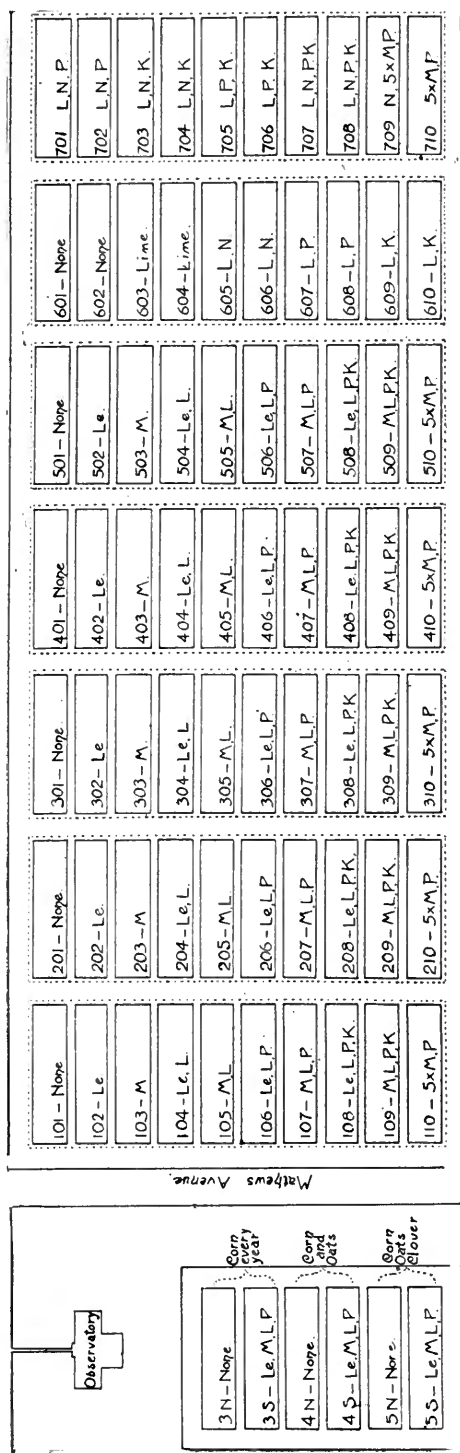 701 L,N,P
702 L,N,P
703 L,N,K
704 L,N,K
705 L,P,K
706 L,P,K
707 L,N,P,K
708 L,N,P,K
709 N,5xM,P
710 5xM,P
601-None
602-None
603-Lime
604-Lime
605-L,N
606-L,N
607-L,P
608-L,P
609-L,K
610-L,K
501-None
502-Le
503-M
504-Le,L
505-M,L
506-Le,L,P
507-M,L,P
508-Le,L,P,K
509-M,L,P,K
510-5xM,P
401-None
402-Le
403-M
404-Le,L
405-M,L
406-Le,L,P
407-M,L,P
408-Le,L,P,K
409-M,L,P,K
410-5xM,P
301-None
302-Le
303-M
304-Le,L
305-M,L
306-Le,L,P
307-M,L,P
308-Le,L,P,K
309-M,L,P,K
310-5xM,P
201-None
202-Le
203-M
204-Le,L
205-M,L
206-Le,L,P
207-M,L,P
208-Le,L,P,K
209-M,L,P,K
210-5xM,P
101-None
102-Le
103-M
104-Le,L
105-M,L
106-Le,L,P
107-M,L,P
108-Le,L,P,K
109-M,L,P,K
110-5xM,P
Mathews Avenue
Observatory
3N-None
3S-Le,M,L,P
Corn
every
year
4N-None
4S-Le,M,L,P
Corn
and
Oats
5N-None
5S-Le,M,L,P
Corn
Oats
Clover